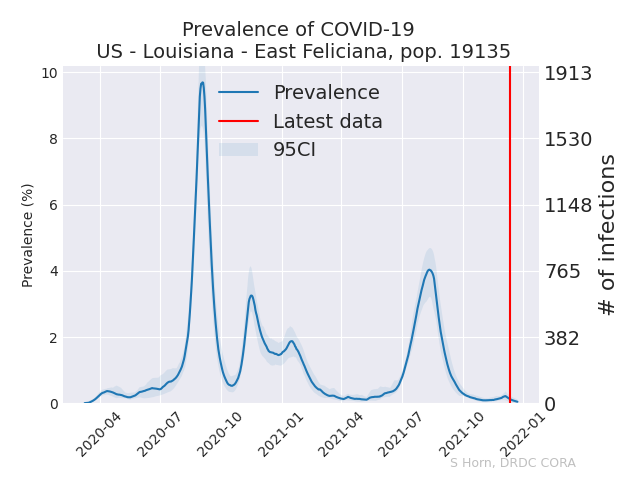 Prevalence of COVID-19
US - Louisiana - East Feliciana, pop. 19135
Prevalence
Latest data
95CI
Prevalence (%)
10
8
6
4
2
0
1913
1530
1148
765
382
0
# of infections
2020-04
2020-07
2020-10
2021-01
2021-04
2021-07
2021-10
2022-01
S Horn, DRDC CORA